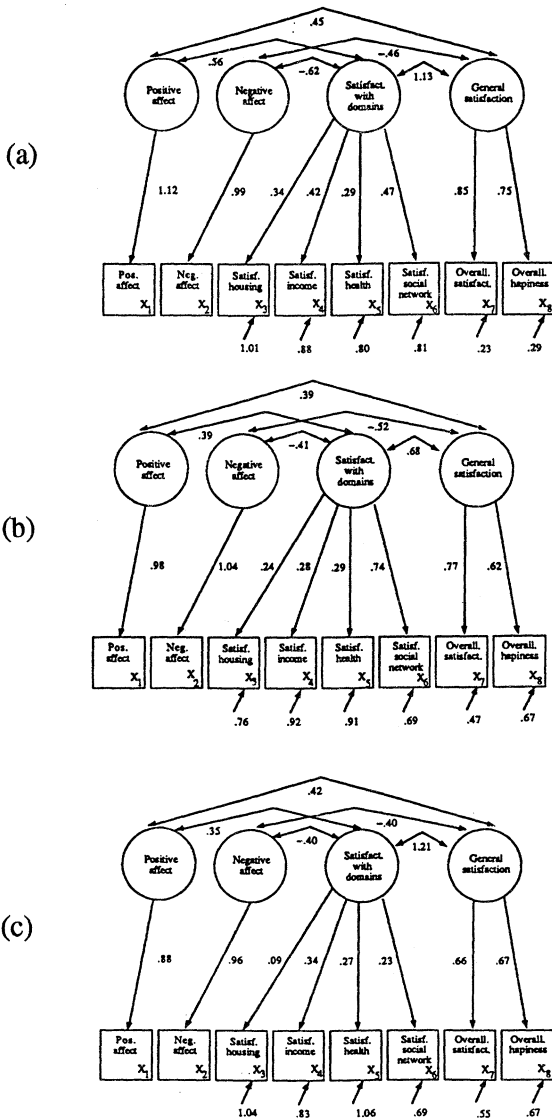 (a)
.45
.56
-.46
-.62
1.13
Positive affect
Negative affect
Satisfact. with domains
General satisfaction
1.12
.99
.34
.42
.29
.47
.85
.75
Pos. affect X1
Neg. affect X2
Satisf. housing X3
Satisf. income X4
Satisf. health X5
Satisf. social network X6
Overall. satisfact. X7
Overall. hapiness X8
1.01
.88
.80
.81
.23
.29
(b)
.39
.39
-.52
-.41
.68
Positive affect
Negative affect
Satisfact. with domains
General satisfaction
.98
1.04
.24
.28
.29
.74
.77
.62
Pos. affect X1
Neg. affect X2
Satisf. housing X3
Satisf. income X4
Satisf. health X5
Satisf. social network X6
Overall. satisfact. X7
Overall. hapiness X8
.76
.92
.91
.69
.47
.67
(c)
.42
.35
-.40
-.40
1.21
Positive affect
Negative affect
Satisfact. with domains
General satisfaction
.88
.96
.09
.34
.27
.23
.66
.67
Pos. affect X1
Neg. affect X2
Satisf. housing X3
Satisf. income X4
Satisf. health X5
Satisf. social network X6
Overall. satisfact. X7
Overall. hapiness X8
1.04
.83
1.06
.69
.55
.67